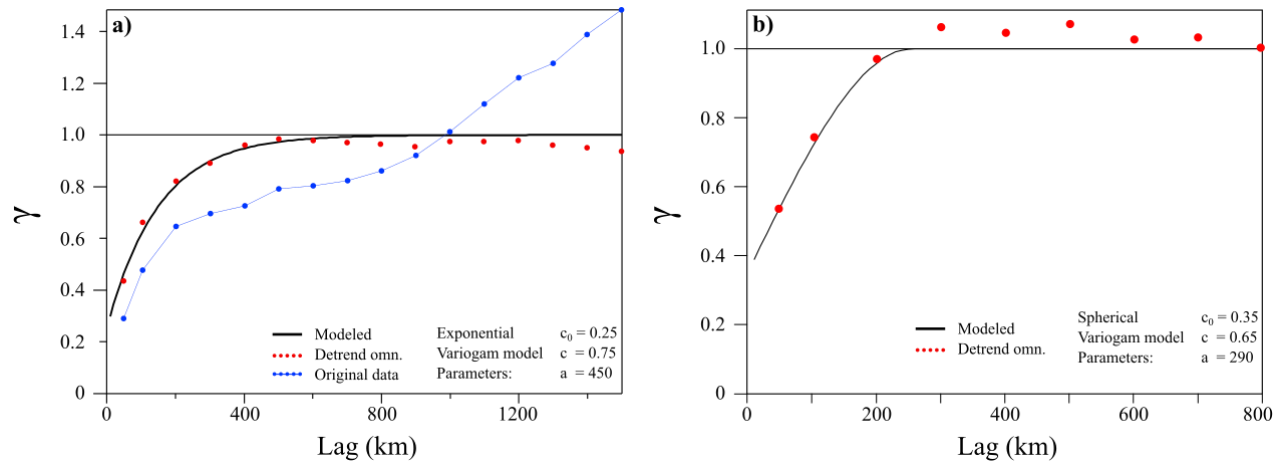 a)
1.4
1.2
1.0
0.8
0.6
0.4
0.2
0
γ
Modeled
Detrend omn.
Original data
Exponential c₀ = 0.25
Variogam model c = 0.75
Parameters: a = 450
0 400 800 1200
Lag (km)
b)
1.0
0.8
0.6
0.4
0.2
0
γ
Modeled
Detrend omn.
Spherical c₀ = 0.35
Variogam model c = 0.65
Parameters: a = 290
0 200 400 600 800
Lag (km)